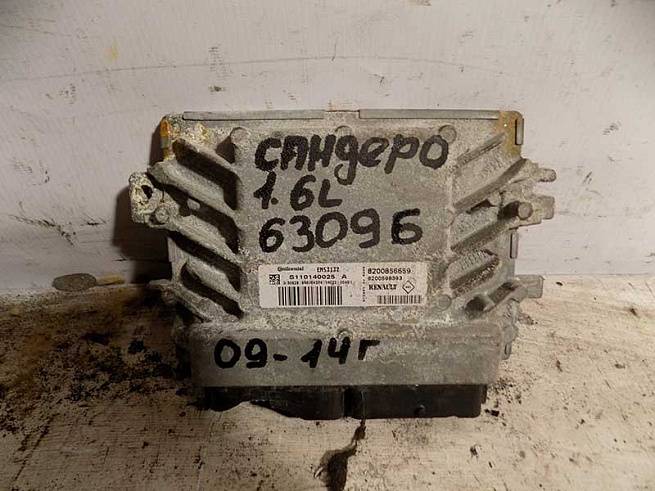 сандеро
1.6L
63096
Continental EMS3132
S110140025 A
8200856659
8200598393
RENAULT
09-14г